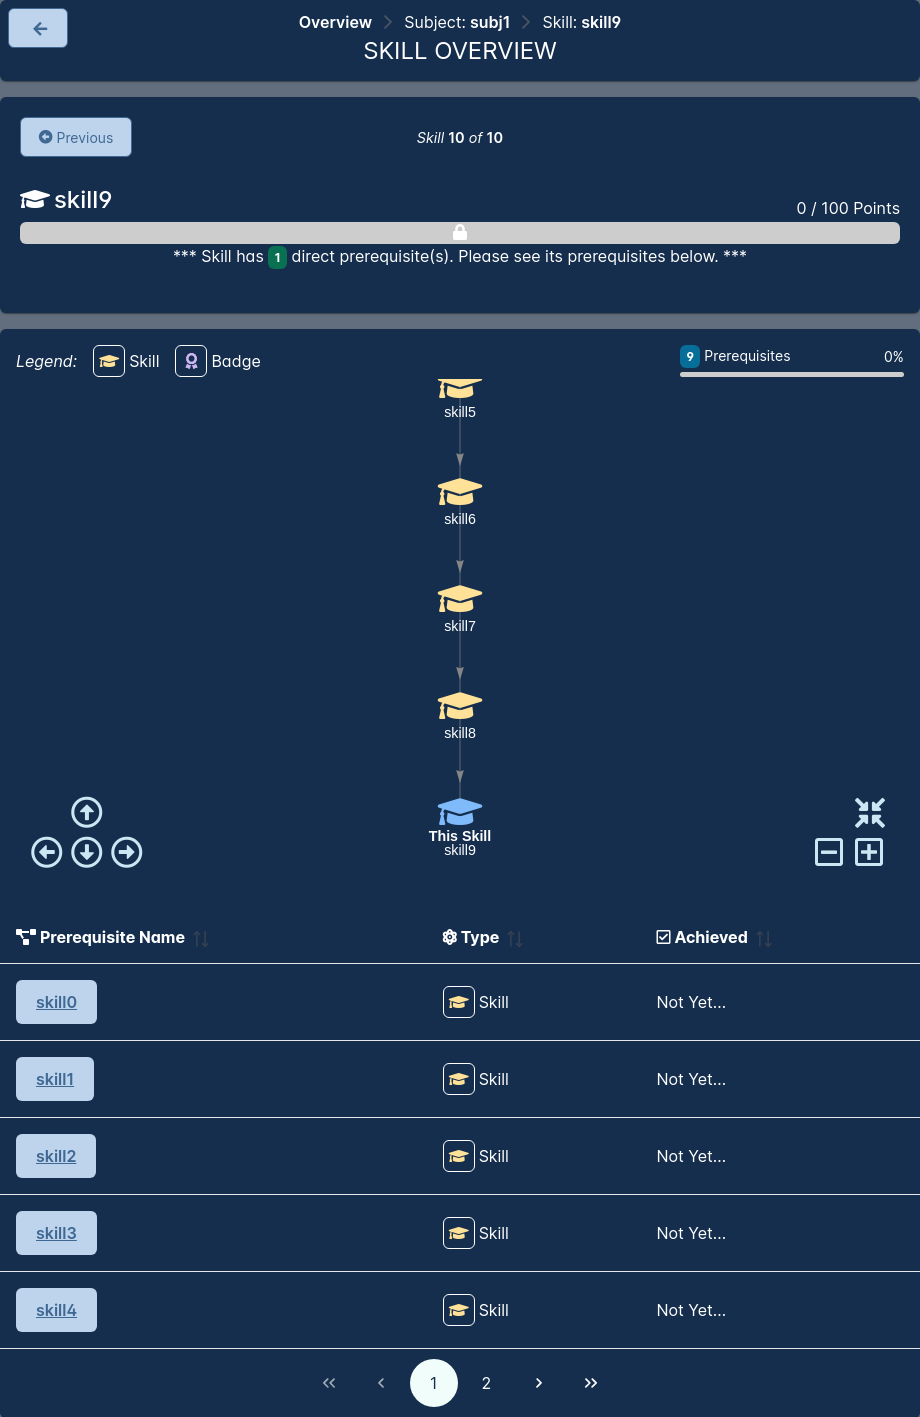 Overview Subject: subj1 Skill: skill9
SKILL OVERVIEW
Previous
Skill 10 of 10
skill9
0 / 100 Points
*** Skill has 1 direct prerequisite(s). Please see its prerequisites below. ***
Legend: Skill Badge
9 Prerequisites 0%
skill5
skill6
skill7
skill8
This Skill
skill9
Prerequisite Name Type Achieved
skill0 Skill Not Yet...
skill1 Skill Not Yet...
skill2 Skill Not Yet...
skill3 Skill Not Yet...
skill4 Skill Not Yet...
1 2